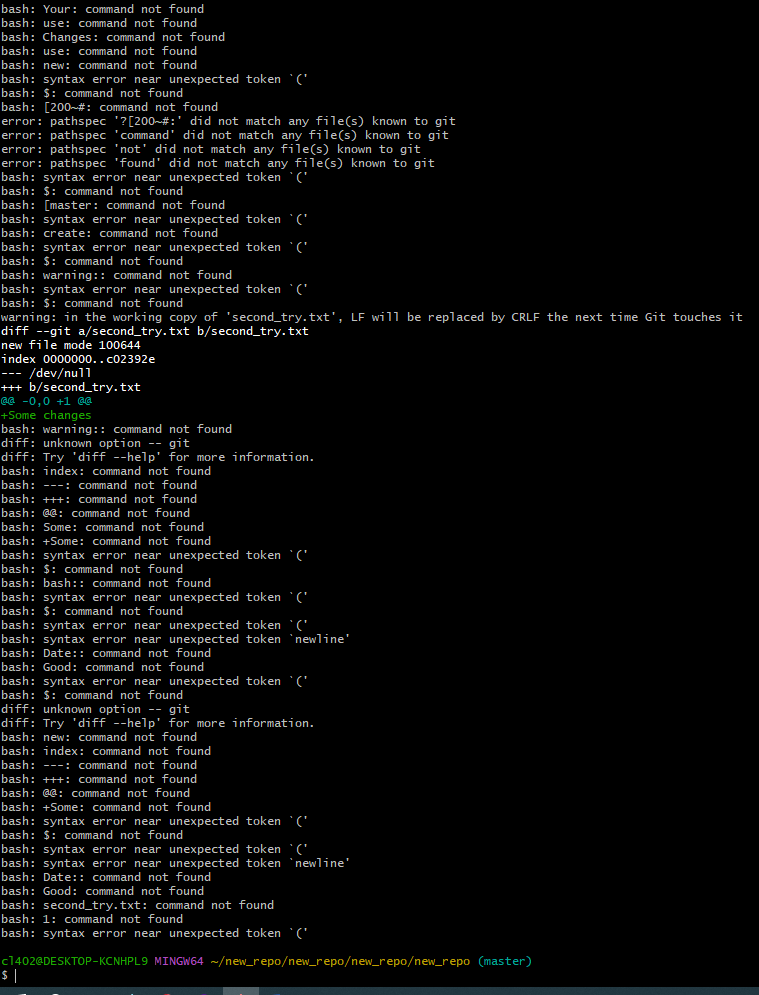 bash: Your: command not found
bash: use: command not found
bash: Changes: command not found
bash: use: command not found
bash: new: command not found
bash: syntax error near unexpected token `('
bash: $: command not found
bash: [200~#: command not found
error: pathspec '?[200~#:' did not match any file(s) known to git
error: pathspec 'command' did not match any file(s) known to git
error: pathspec 'not' did not match any file(s) known to git
error: pathspec 'found' did not match any file(s) known to git
bash: syntax error near unexpected token `('
bash: $: command not found
bash: [master: command not found
bash: syntax error near unexpected token `('
bash: create: command not found
bash: syntax error near unexpected token `('
bash: $: command not found
bash: warning:: command not found
bash: syntax error near unexpected token `('
bash: $: command not found
warning: in the working copy of 'second_try.txt', LF will be replaced by CRLF the next time Git touches it
diff --git a/second_try.txt b/second_try.txt
new file mode 100644
index 0000000..c02392e
--- /dev/null
+++ b/second_try.txt
@@ -0,0 +1 @@
+Some changes
bash: warning:: command not found
diff: unknown option -- git
diff: Try 'diff --help' for more information.
bash: index: command not found
bash: ---: command not found
bash: +++: command not found
bash: @@: command not found
bash: Some: command not found
bash: +Some: command not found
bash: syntax error near unexpected token `('
bash: $: command not found
bash: bash:: command not found
bash: syntax error near unexpected token `('
bash: $: command not found
bash: syntax error near unexpected token `('
bash: syntax error near unexpected token `newline'
bash: Date:: command not found
bash: Good: command not found
bash: syntax error near unexpected token `('
bash: $: command not found
diff: unknown option -- git
diff: Try 'diff --help' for more information.
bash: new: command not found
bash: index: command not found
bash: ---: command not found
bash: +++: command not found
bash: @@: command not found
bash: +Some: command not found
bash: syntax error near unexpected token `('
bash: $: command not found
bash: syntax error near unexpected token `('
bash: syntax error near unexpected token `newline'
bash: Date:: command not found
bash: Good: command not found
bash: second_try.txt: command not found
bash: 1: command not found
bash: syntax error near unexpected token `('
cl402@DESKTOP-KCNHPL9 MINGW64 ~/new_repo/new_repo/new_repo/new_repo (master)
$